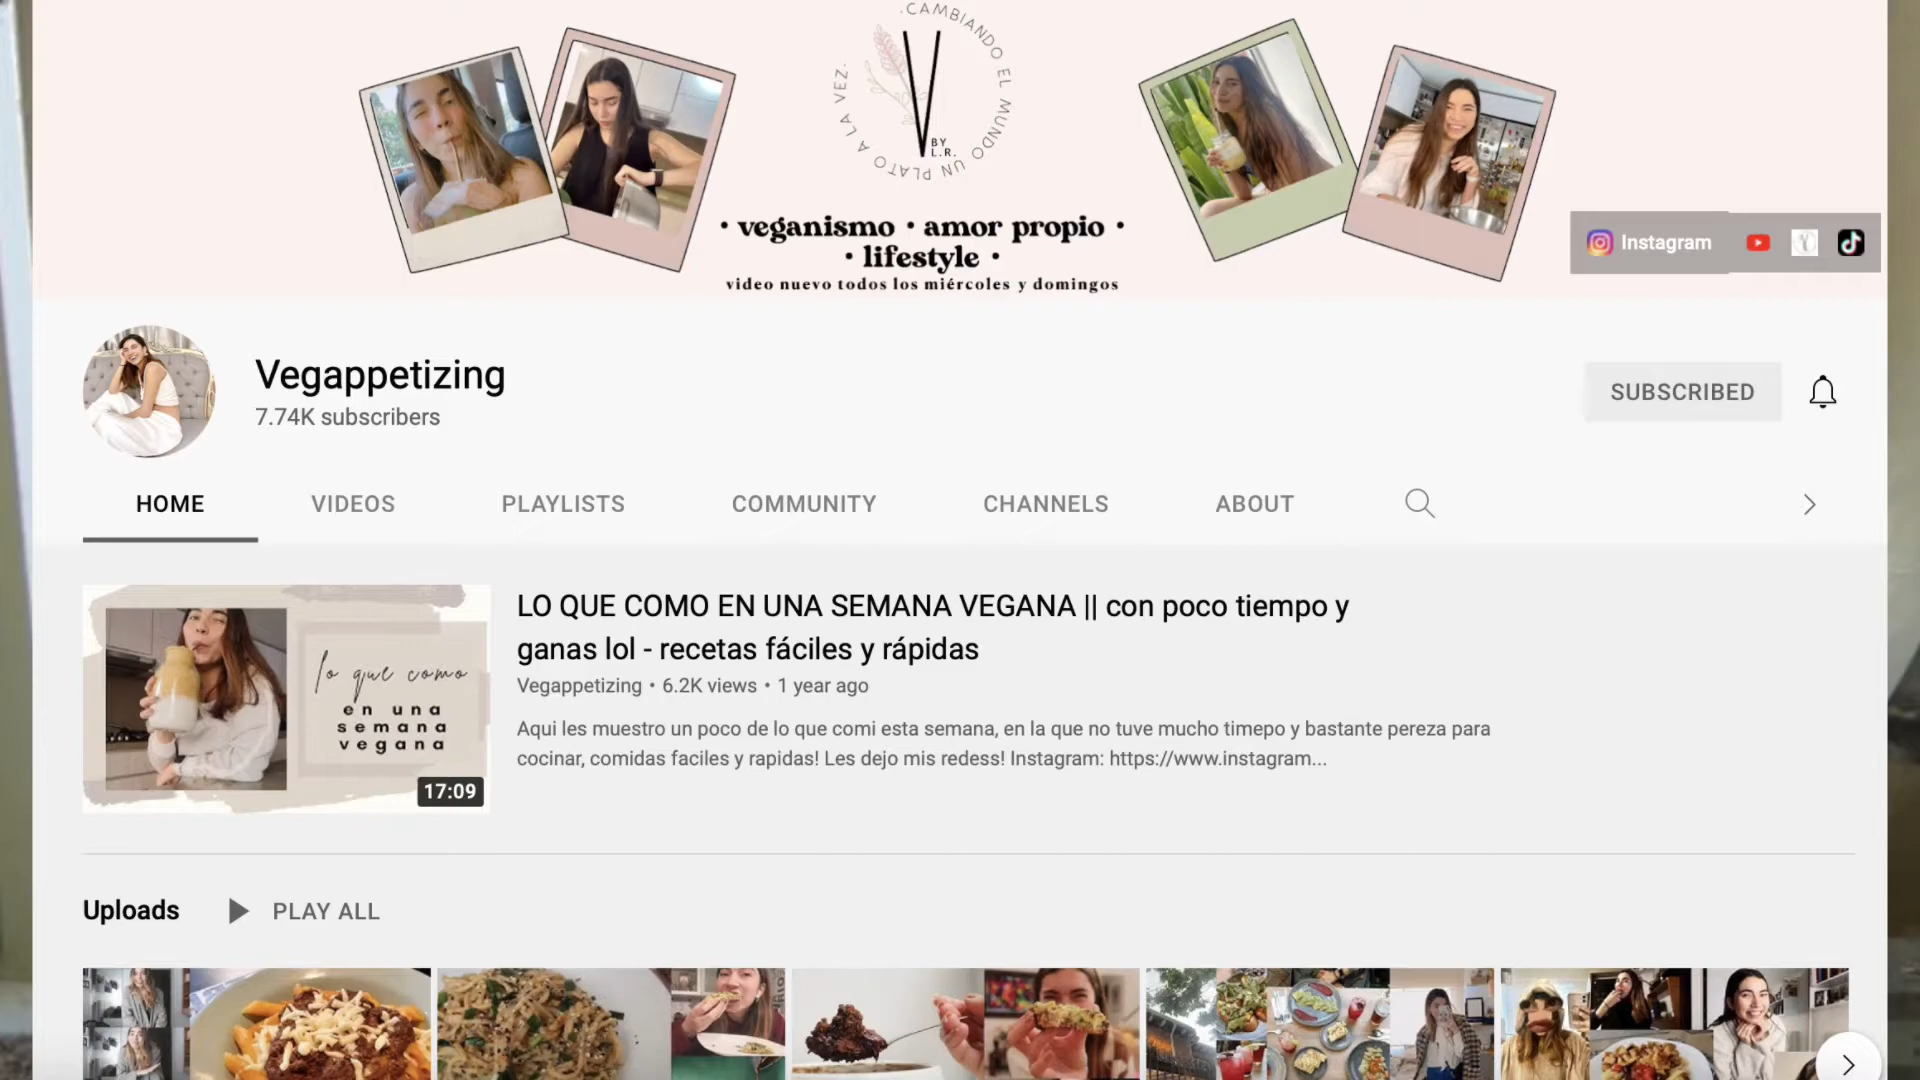 .CAMBIANDO EL MUNDO UN PLATO A LA VEZ.
V
BY
L.R.
• veganismo • amor propio •
• lifestyle •
video nuevo todos los miércoles y domingos
Instagram
Vegappetizing
7.74K subscribers
SUBSCRIBED
HOME VIDEOS PLAYLISTS COMMUNITY CHANNELS ABOUT
lo que como
en una
semana
vegana
17:09
LO QUE COMO EN UNA SEMANA VEGANA || con poco tiempo y
ganas lol - recetas fáciles y rápidas
Vegappetizing • 6.2K views • 1 year ago
Aqui les muestro un poco de lo que comi esta semana, en la que no tuve mucho timepo y bastante pereza para
cocinar, comidas faciles y rapidas! Les dejo mis redess! Instagram: https://www.instagram...
Uploads PLAY ALL